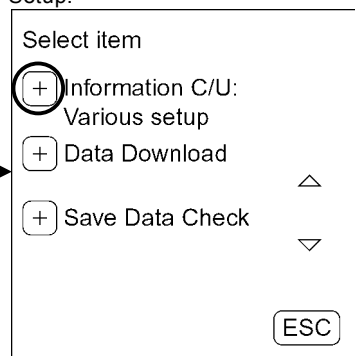 Setup.
Select item
+ Information C/U:
Various setup
+ Data Download
+ Save Data Check
ESC